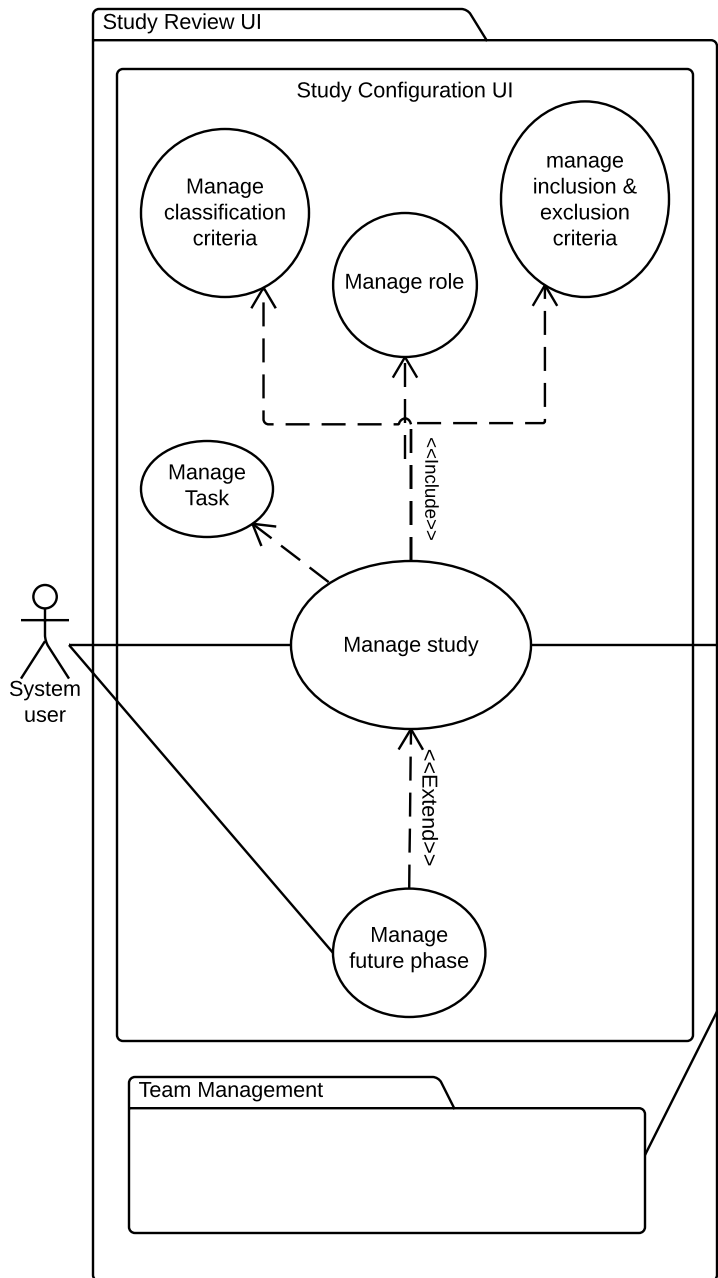 Study Review UI
Study Configuration UI
Manage
classification
criteria
manage
inclusion &
exclusion
criteria
Manage role
<<Include>>
Manage
Task
Manage study
System
user
<<Extend>>
Manage
future phase
Team Management